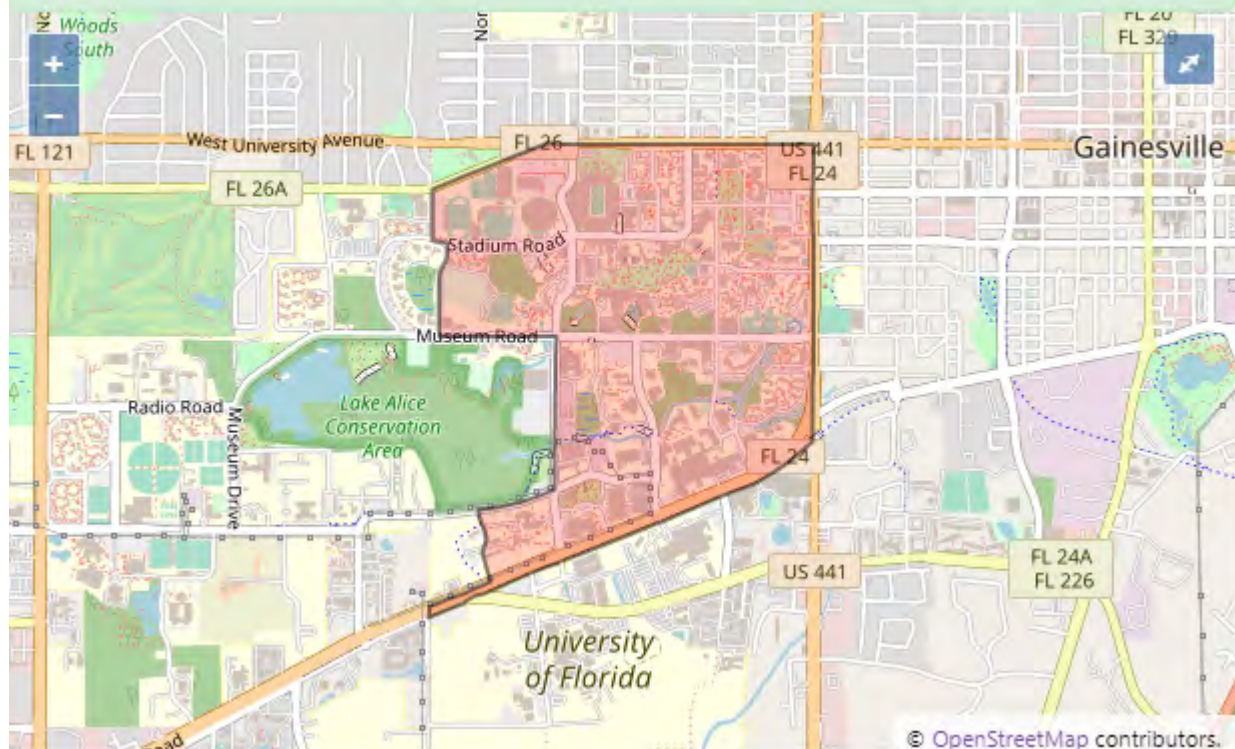 Woods
South
FL 20
FL 329
+
−
West University Avenue
FL 26
US 441
FL 24
Gainesville
FL 121
FL 26A
Stadium Road
Museum Road
Radio Road
Museum Drive
Lake Alice
Conservation
Area
FL 24
US 441
FL 24A
FL 226
University
of Florida
© OpenStreetMap contributors.